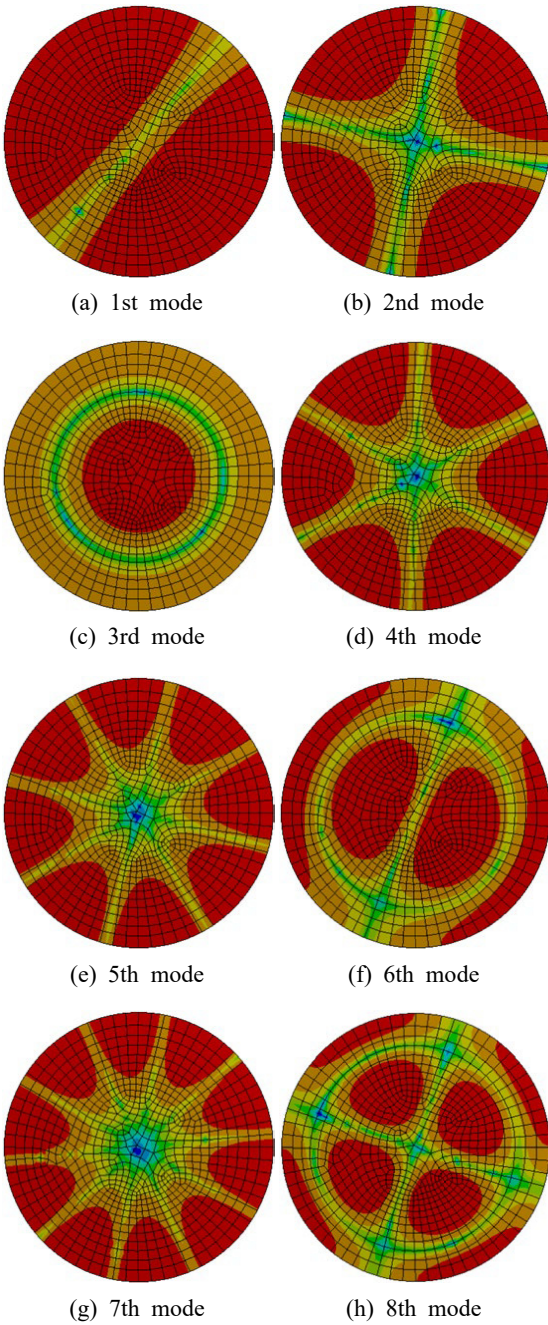 (a) 1st mode
(b) 2nd mode
(c) 3rd mode
(d) 4th mode
(e) 5th mode
(f) 6th mode
(g) 7th mode
(h) 8th mode